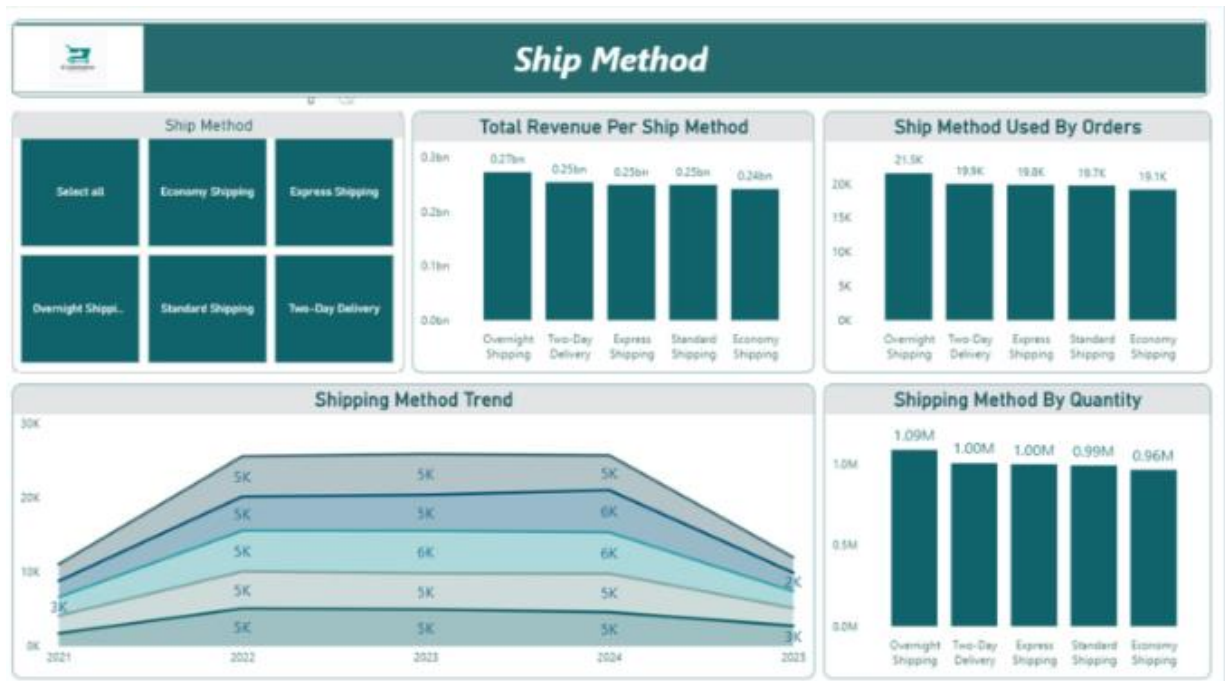 Ship Method
Ship Method
Select all
Economy Shipping
Express Shipping
Overnight Shippi...
Standard Shipping
Two-Day Delivery
Total Revenue Per Ship Method
0.3bn
0.2bn
0.1bn
0.0bn
0.27bn
0.25bn
0.25bn
0.25bn
0.24bn
Overnight Shipping
Two-Day Delivery
Express Shipping
Standard Shipping
Economy Shipping
Ship Method Used By Orders
20K
15K
10K
5K
0K
21.5K
19.9K
19.8K
19.7K
19.1K
Overnight Shipping
Two-Day Delivery
Express Shipping
Standard Shipping
Economy Shipping
Shipping Method Trend
30K
20K
10K
0K
5K
5K
5K
5K
5K
6K
5K
6K
6K
2K
3K
5K
5K
5K
5K
5K
5K
3K
2021
2022
2023
2024
2025
Shipping Method By Quantity
1.0M
0.5M
0.0M
1.09M
1.00M
1.00M
0.99M
0.96M
Overnight Shipping
Two-Day Delivery
Express Shipping
Standard Shipping
Economy Shipping